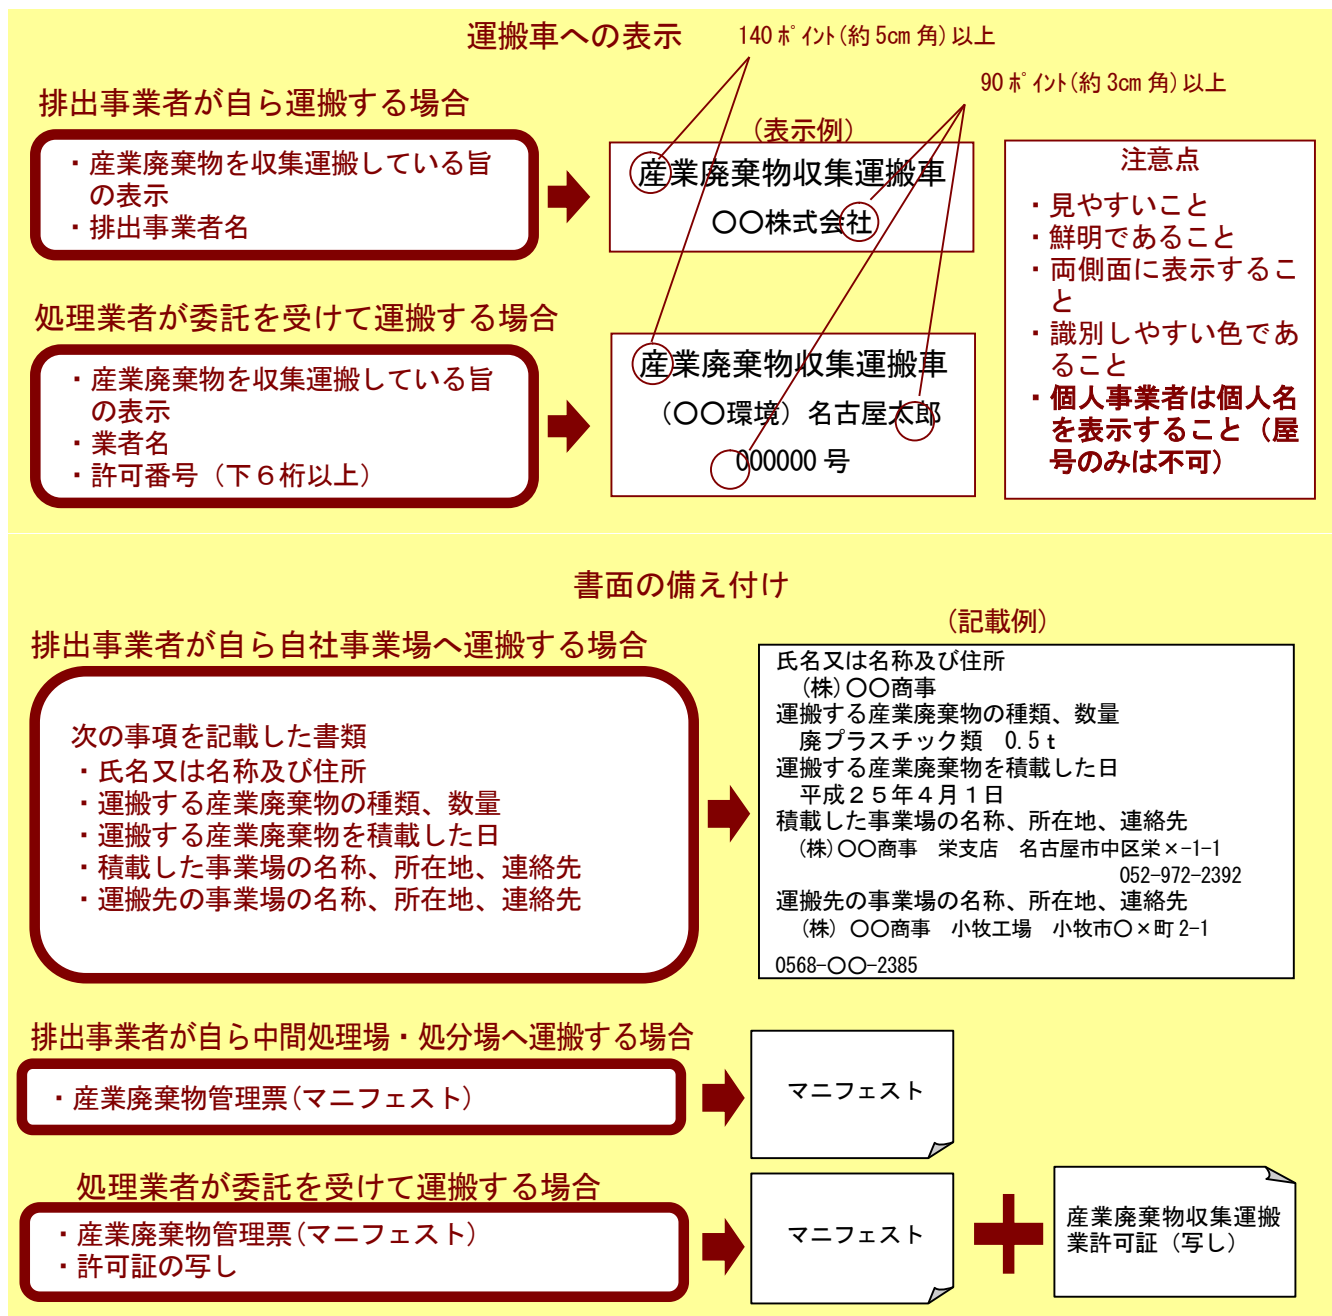 運搬車への表示
140ポイント(約5cm角)以上
90ポイント(約3cm角)以上
排出事業者が自ら運搬する場合
・産業廃棄物を収集運搬している旨
の表示
・排出事業者名
(表示例)
産業廃棄物収集運搬車
〇〇株式会社
処理業者が委託を受けて運搬する場合
・産業廃棄物を収集運搬している旨
の表示
・業者名
・許可番号（下６桁以上）
産業廃棄物収集運搬車
（〇〇環境）名古屋太郎
000000号
注意点
・見やすいこと
・鮮明であること
・両側面に表示するこ
と
・識別しやすい色であ
ること
・個人事業者は個人名
を表示すること（屋
号のみは不可）
書面の備え付け
排出事業者が自ら自社事業場へ運搬する場合
次の事項を記載した書類
・氏名又は名称及び住所
・運搬する産業廃棄物の種類、数量
・運搬する産業廃棄物を積載した日
・積載した事業場の名称、所在地、連絡先
・運搬先の事業場の名称、所在地、連絡先
(記載例)
氏名又は名称及び住所
(株)〇〇商事
運搬する産業廃棄物の種類、数量
廃プラスチック類　0.5ｔ
運搬する産業廃棄物を積載した日
平成２５年４月１日
積載した事業場の名称、所在地、連絡先
(株)〇〇商事　栄支店　名古屋市中区栄×-1-1
052-972-2392
運搬先の事業場の名称、所在地、連絡先
(株) 〇〇商事　小牧工場　小牧市〇×町2-1
0568-〇〇-2385
排出事業者が自ら中間処理場・処分場へ運搬する場合
・産業廃棄物管理票(マニフェスト)
マニフェスト
処理業者が委託を受けて運搬する場合
・産業廃棄物管理票(マニフェスト)
・許可証の写し
マニフェスト
産業廃棄物収集運搬
業許可証（写し）